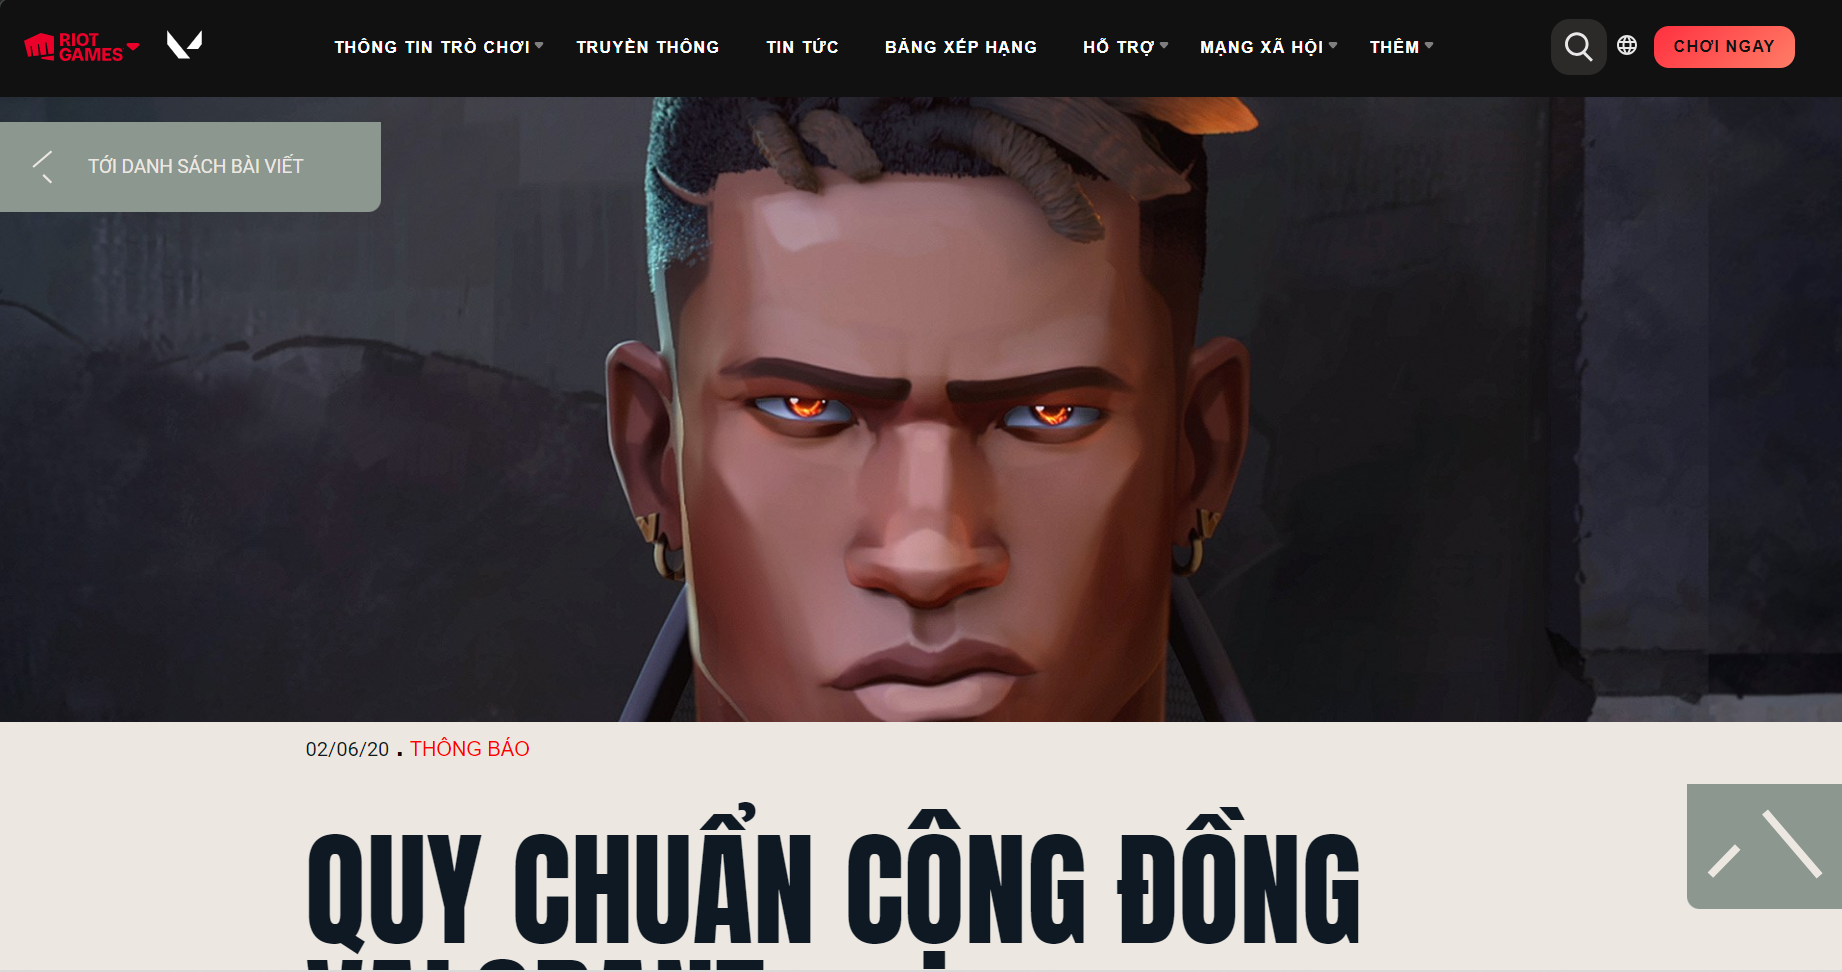 RIOT
GAMES
THÔNG TIN TRÒ CHƠI
TRUYỀN THÔNG
TIN TỨC
BẢNG XẾP HẠNG
HỖ TRỢ
MẠNG XÃ HỘI
THÊM
CHƠI NGAY
TỚI DANH SÁCH BÀI VIẾT
02/06/20 . THÔNG BÁO
QUY CHUẨN CỘNG ĐỒNG
VALORANT